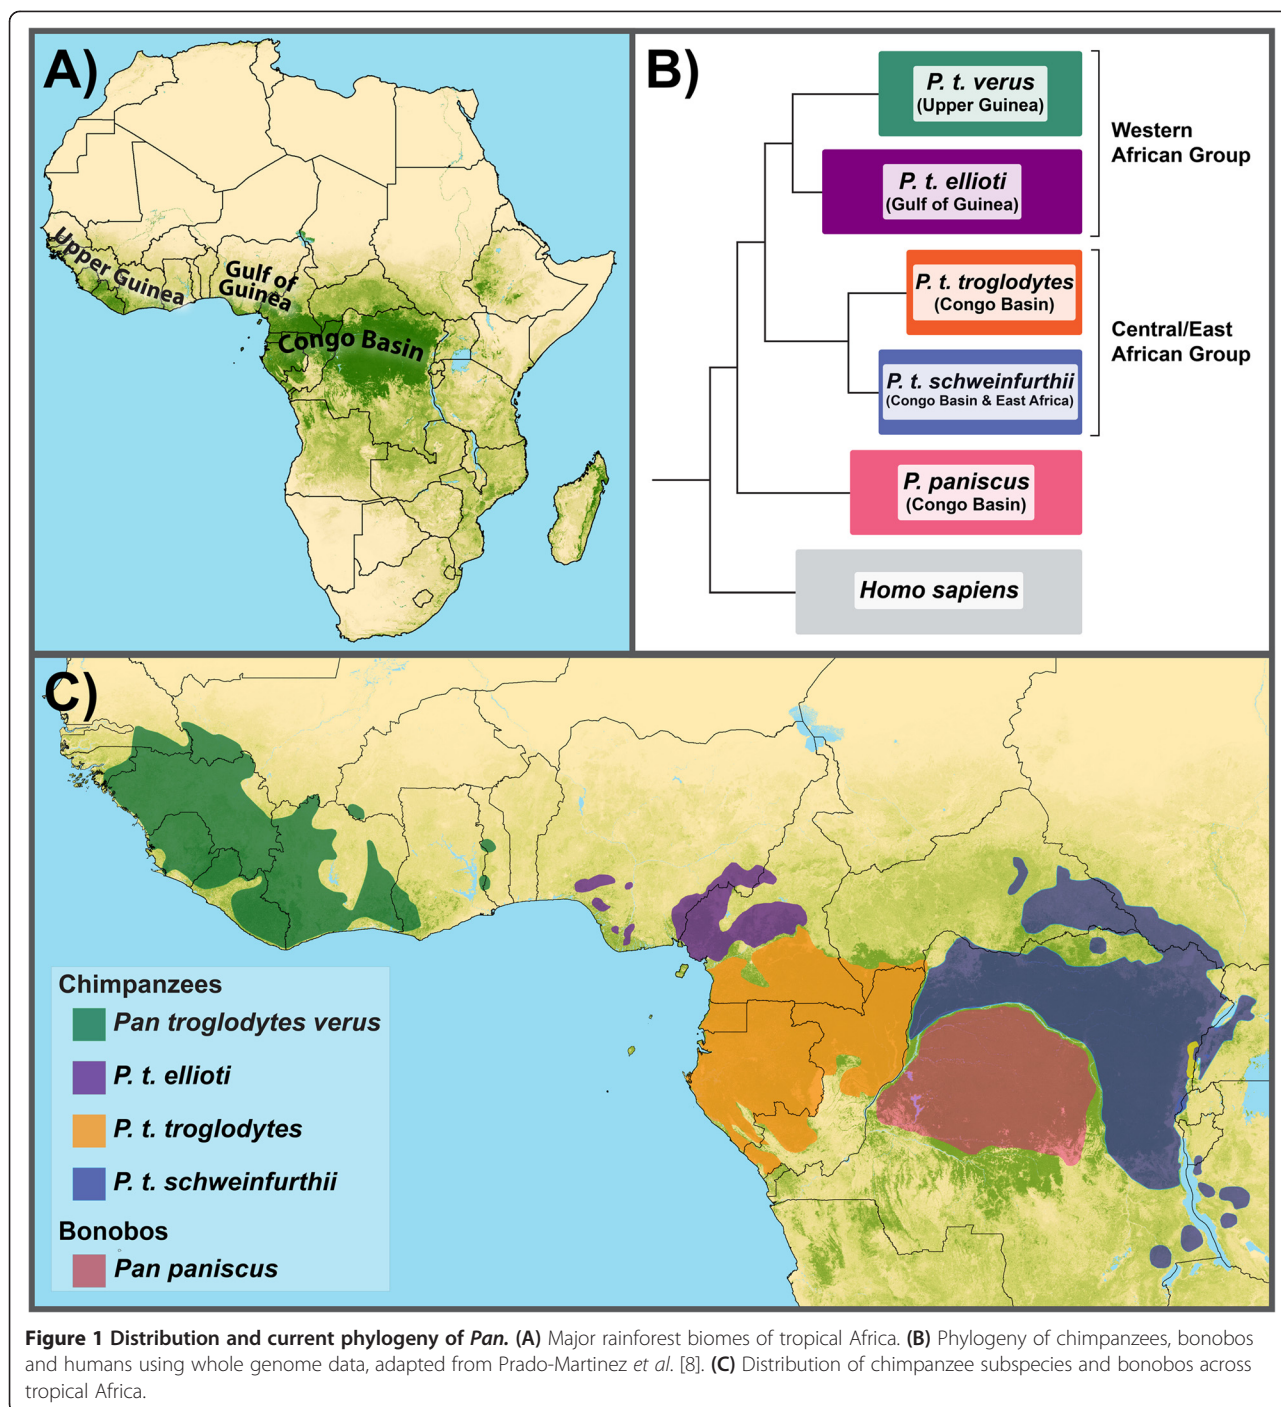 A)
Upper Guinea
Gulf of
Guinea
Congo Basin
B)
P. t. verus
(Upper Guinea)
P. t. ellioti
(Gulf of Guinea)
Western
African Group
P. t. troglodytes
(Congo Basin)
P. t. schweinfurthii
(Congo Basin & East Africa)
Central/East
African Group
P. paniscus
(Congo Basin)
Homo sapiens
C)
Chimpanzees
Pan troglodytes verus
P. t. ellioti
P. t. troglodytes
P. t. schweinfurthii
Bonobos
Pan paniscus
Figure 1 Distribution and current phylogeny of Pan. (A) Major rainforest biomes of tropical Africa. (B) Phylogeny of chimpanzees, bonobos
and humans using whole genome data, adapted from Prado-Martinez et al. [8]. (C) Distribution of chimpanzee subspecies and bonobos across
tropical Africa.